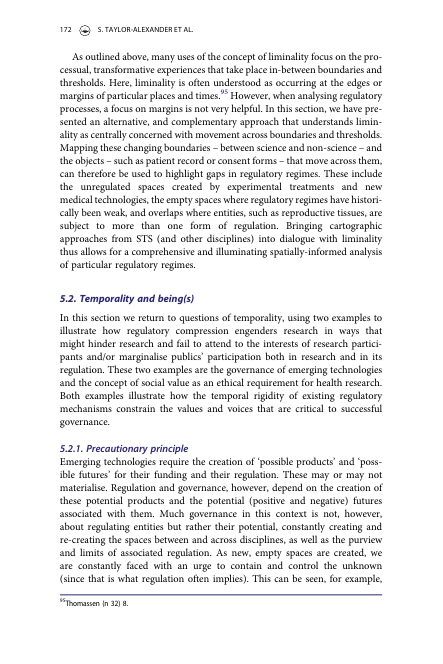 172 S. TAYLOR-ALEXANDER ET AL.
As outlined above, many uses of the concept of liminality focus on the pro-
cessual, transformative experiences that take place in-between boundaries and
thresholds. Here, liminality is often understood as occurring at the edges or
margins of particular places and times.95 However, when analysing regulatory
processes, a focus on margins is not very helpful. In this section, we have pre-
sented an alternative, and complementary approach that understands limin-
ality as centrally concerned with movement across boundaries and thresholds.
Mapping these changing boundaries – between science and non-science – and
the objects – such as patient record or consent forms – that move across them,
can therefore be used to highlight gaps in regulatory regimes. These include
the unregulated spaces created by experimental treatments and new
medical technologies, the empty spaces where regulatory regimes have histori-
cally been weak, and overlaps where entities, such as reproductive tissues, are
subject to more than one form of regulation. Bringing cartographic
approaches from STS (and other disciplines) into dialogue with liminality
thus allows for a comprehensive and illuminating spatially-informed analysis
of particular regulatory regimes.
5.2. Temporality and being(s)
In this section we return to questions of temporality, using two examples to
illustrate how regulatory compression engenders research in ways that
might hinder research and fail to attend to the interests of research partici-
pants and/or marginalise publics' participation both in research and in its
regulation. These two examples are the governance of emerging technologies
and the concept of social value as an ethical requirement for health research.
Both examples illustrate how the temporal rigidity of existing regulatory
mechanisms constrain the values and voices that are critical to successful
governance.
5.2.1. Precautionary principle
Emerging technologies require the creation of 'possible products' and 'poss-
ible futures' for their funding and their regulation. These may or may not
materialise. Regulation and governance, however, depend on the creation of
these potential products and the potential (positive and negative) futures
associated with them. Much governance in this context is not, however,
about regulating entities but rather their potential, constantly creating and
re-creating the spaces between and across disciplines, as well as the purview
and limits of associated regulation. As new, empty spaces are created, we
are constantly faced with an urge to contain and control the unknown
(since that is what regulation often implies). This can be seen, for example,
95Thomassen (n 32) 8.